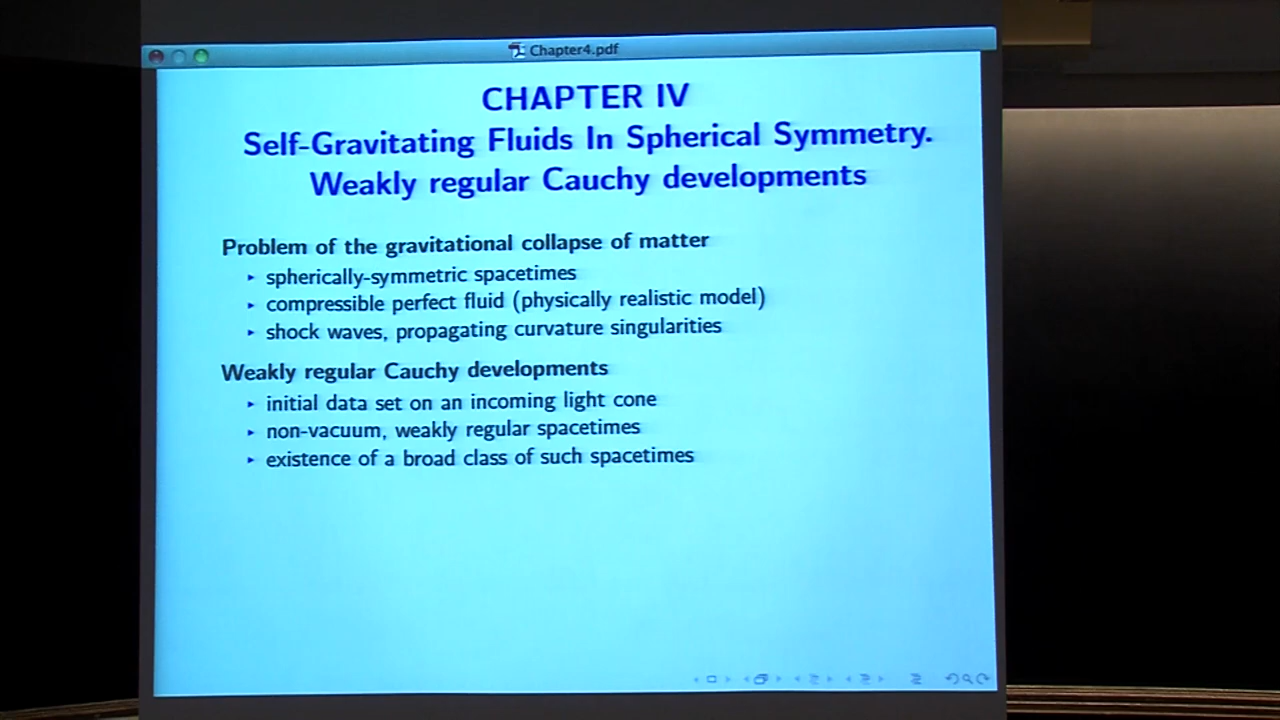 Chapter4.pdf
CHAPTER IV
Self-Gravitating Fluids In Spherical Symmetry.
Weakly regular Cauchy developments
Problem of the gravitational collapse of matter
▸ spherically-symmetric spacetimes
▸ compressible perfect fluid (physically realistic model)
▸ shock waves, propagating curvature singularities
Weakly regular Cauchy developments
▸ initial data set on an incoming light cone
▸ non-vacuum, weakly regular spacetimes
▸ existence of a broad class of such spacetimes